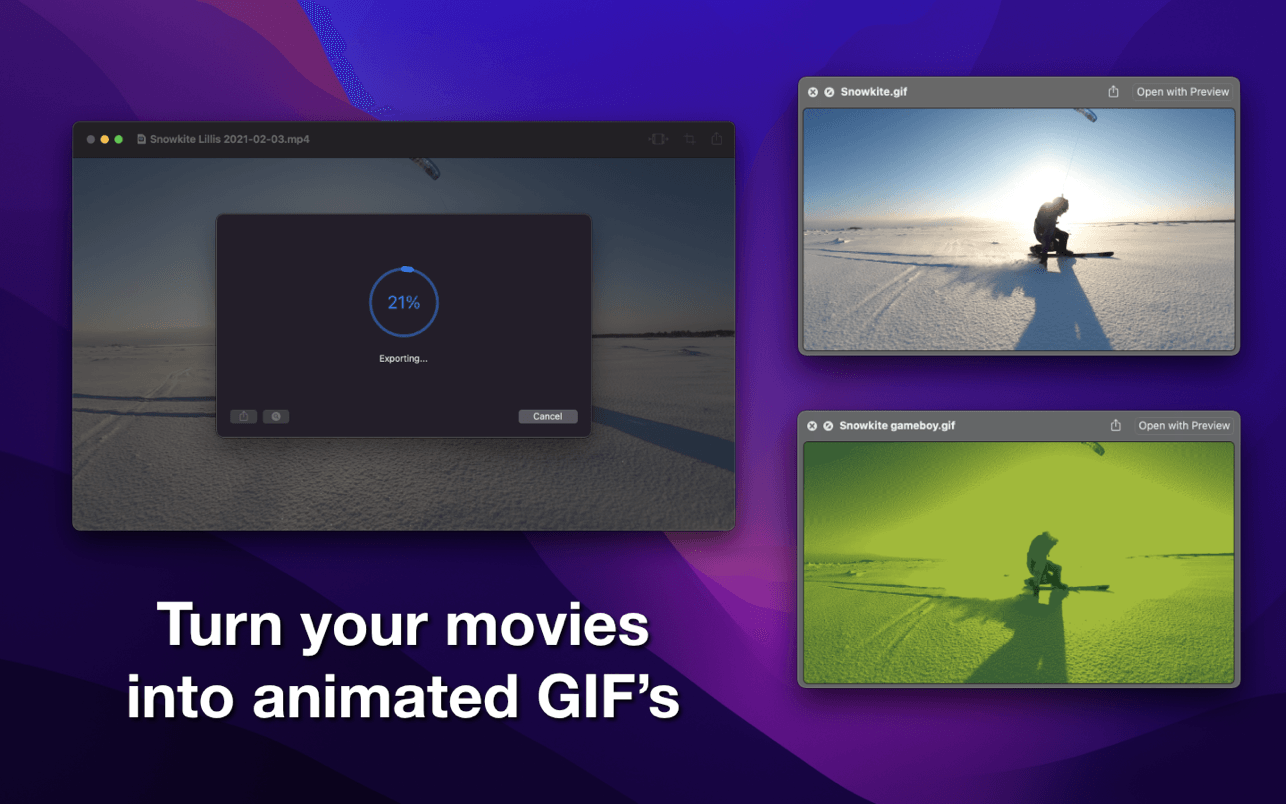 Snowkite Lillis 2021-02-03.mp4
21%
Exporting...
Cancel
Snowkite.gif
Open with Preview
Snowkite gameboy.gif
Open with Preview
Turn your movies
into animated GIF’s